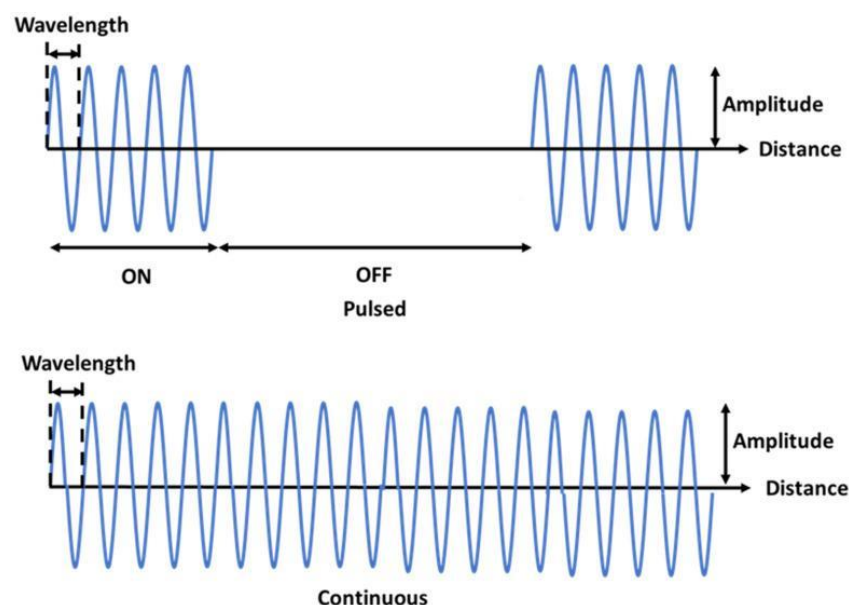 Wavelength
Amplitude
Distance
ON
OFF
Pulsed
Wavelength
Amplitude
Distance
Continuous